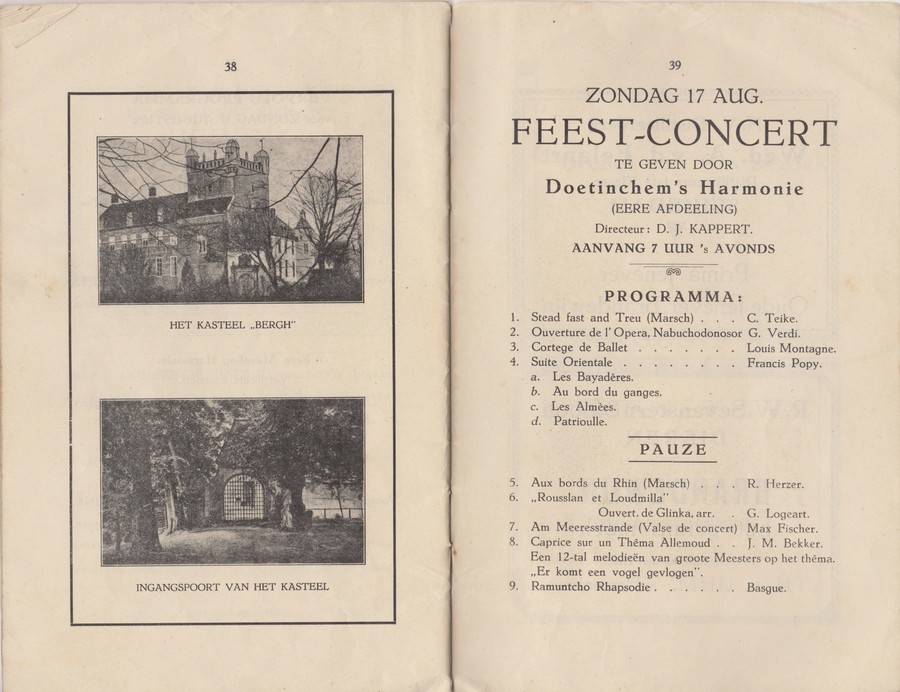 38
HET KASTEEL „BERGH”
INGANGSPOORT VAN HET KASTEEL
39
ZONDAG 17 AUG.
FEEST-CONCERT
TE GEVEN DOOR
Doetinchem's Harmonie
(EERE AFDEELING)
Directeur: D. J. KAPPERT.
AANVANG 7 UUR 's AVONDS
PROGRAMMA:
1. Stead fast and Treu (Marsch) . . . C. Teike.
2. Ouverture de l'Opera, Nabuchodonosor G. Verdi.
3. Cortege de Ballet . . . . . . . Louis Montagne.
4. Suite Orientale . . . . . . . . Francis Popy.
a. Les Bayadères.
b. Au bord du ganges.
c. Les Almèes.
d. Patrioulle.
PAUZE
5. Aux bords du Rhin (Marsch) . . . R. Herzer.
6. „Rousslan et Loudmilla”
Ouvert. de Glinka, arr. . G. Logeart.
7. Am Meeresstrande (Valse de concert) Max Fischer.
8. Caprice sur un Thêma Allemoud . . J. M. Bekker.
Een 12-tal melodieën van groote Meesters op het thêma.
„Er komt een vogel gevlogen”.
9. Ramuntcho Rhapsodie . . . . . . Basgue.